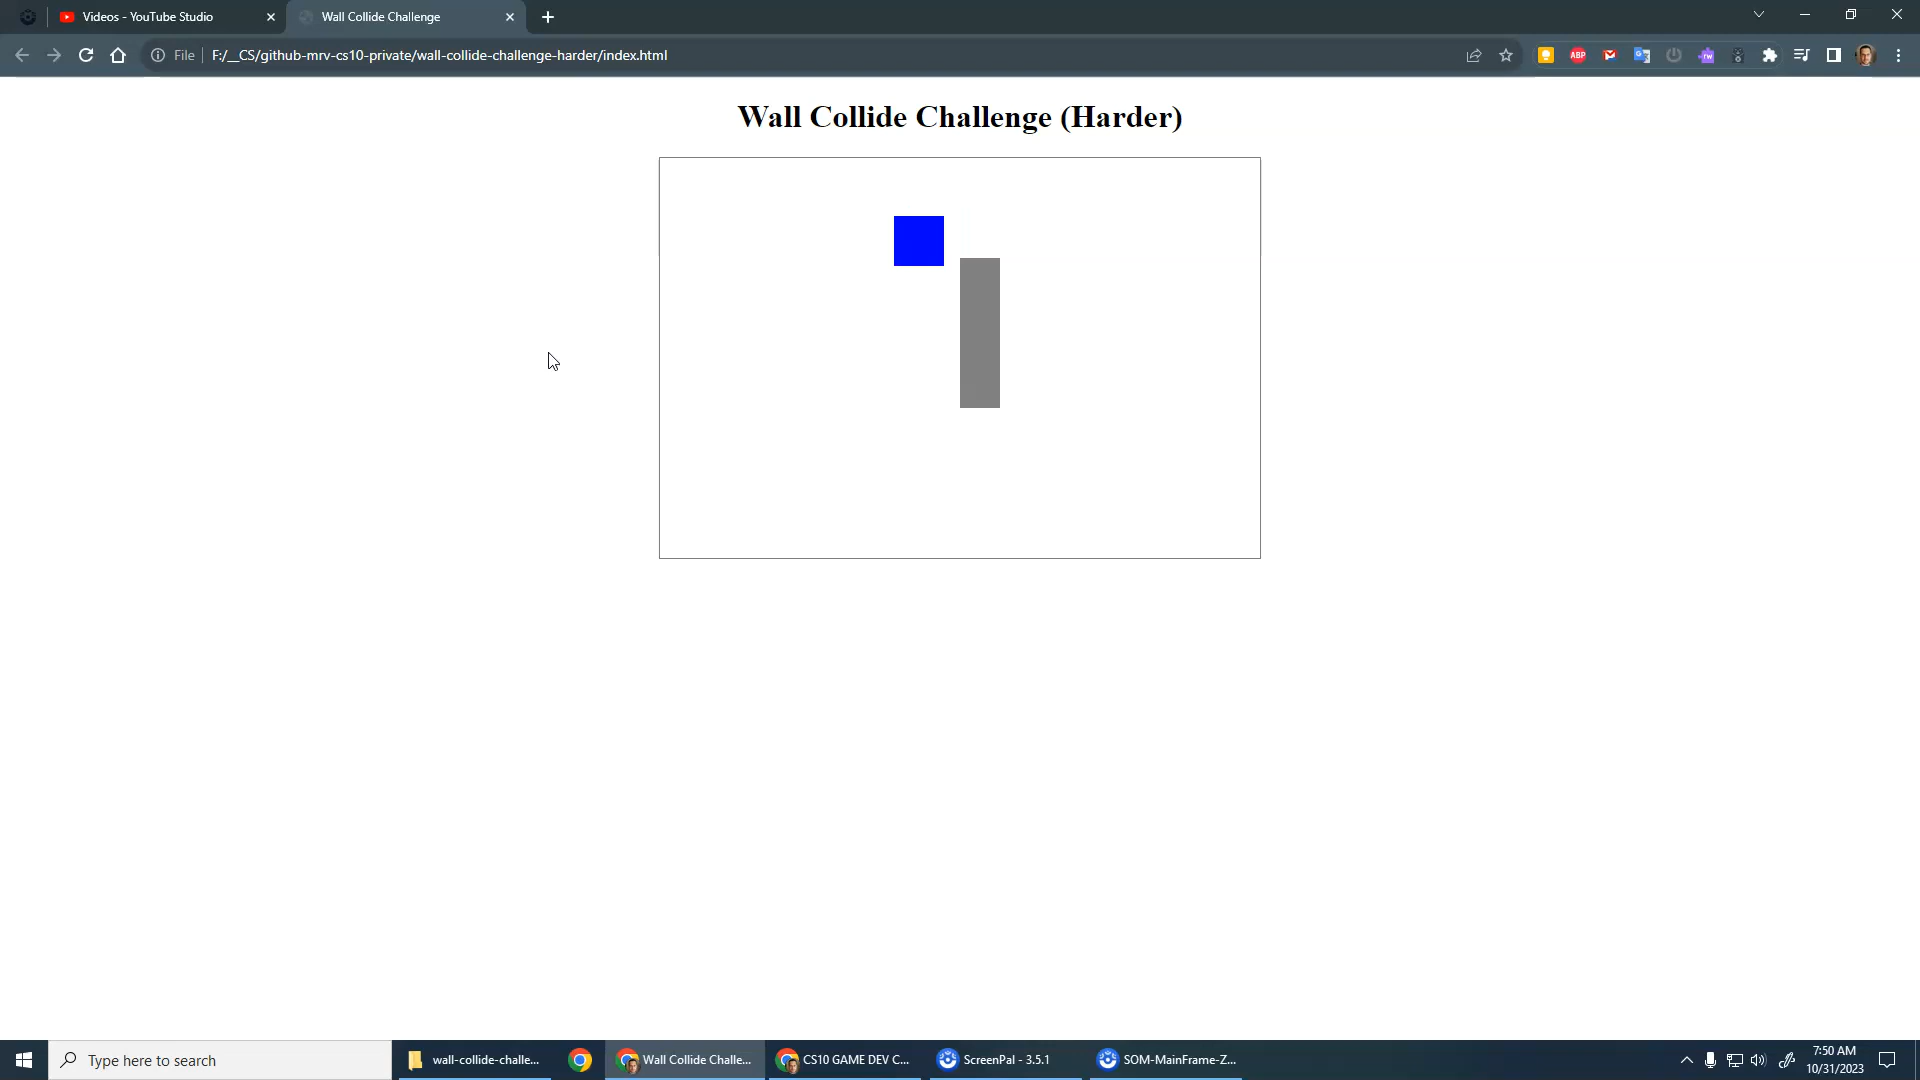 Videos - YouTube Studio
Wall Collide Challenge
File
F:/__CS/github-mrv-cs10-private/wall-collide-challenge-harder/index.html
ABP
rw
Wall Collide Challenge (Harder)
Type here to search
wall-collide-challe...
Wall Collide Challe...
CS10 GAME DEV C...
ScreenPal - 3.5.1
SOM-MainFrame-Z...
7:50 AM
10/31/2023